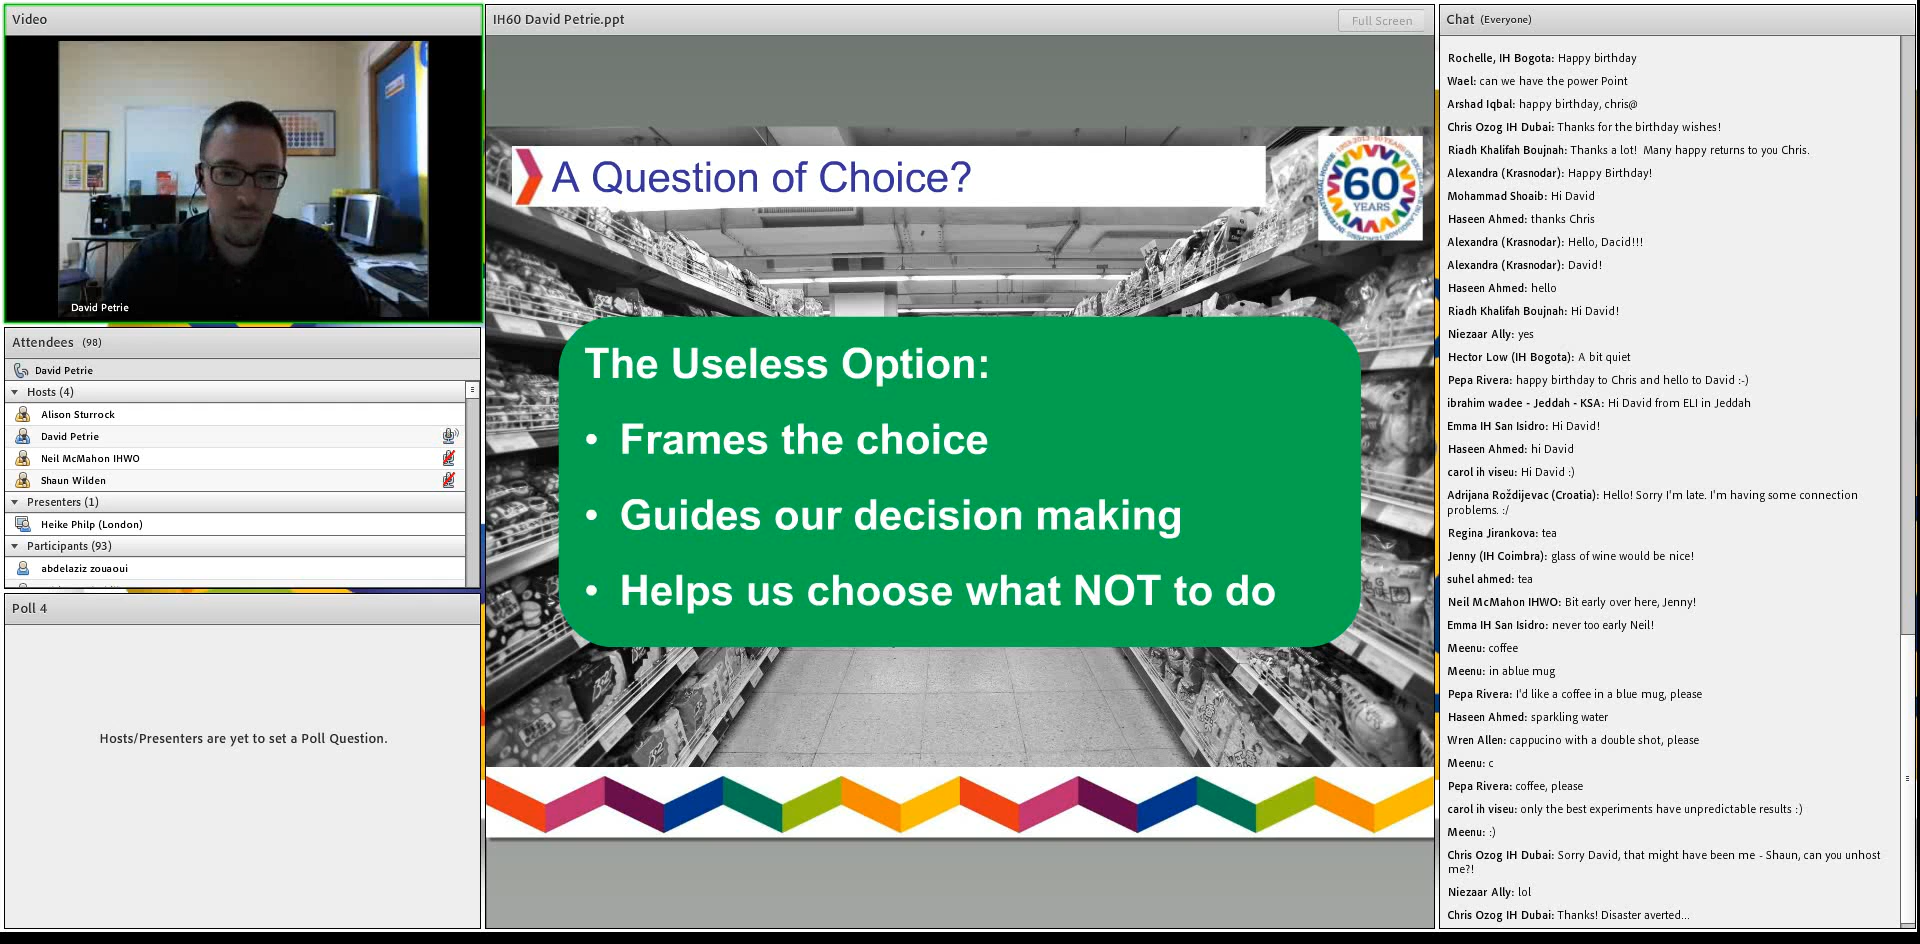 Video
David Petrie
Attendees (98)
David Petrie
Hosts (4)
Alison Sturrock
David Petrie
Neil McMahon IHWO
Shaun Wilden
Presenters (1)
Heike Philp (London)
Participants (93)
abdelaziz zouaoui
Poll 4
Hosts/Presenters are yet to set a Poll Question.
IH60 David Petrie.ppt
Full Screen
A Question of Choice?
60
YEARS
The Useless Option:
• Frames the choice
• Guides our decision making
• Helps us choose what NOT to do
Chat (Everyone)
Rochelle, IH Bogota: Happy birthday
Wael: can we have the power Point
Arshad Iqbal: happy birthday, chris@
Chris Ozog IH Dubai: Thanks for the birthday wishes!
Riadh Khalifah Boujnah: Thanks a lot!  Many happy returns to you Chris.
Alexandra (Krasnodar): Happy Birthday!
Mohammad Shoaib: Hi David
Haseen Ahmed: thanks Chris
Alexandra (Krasnodar): Hello, Dacid!!!
Alexandra (Krasnodar): David!
Haseen Ahmed: hello
Riadh Khalifah Boujnah: Hi David!
Niezaar Ally: yes
Hector Low (IH Bogota): A bit quiet
Pepa Rivera: happy birthday to Chris and hello to David :-)
ibrahim wadee - Jeddah - KSA: Hi David from ELI in Jeddah
Emma IH San Isidro: Hi David!
Haseen Ahmed: hi David
carol ih viseu: Hi David :)
Adrijana Roždijevac (Croatia): Hello! Sorry I'm late. I'm having some connection
problems. :/
Regina Jirankova: tea
Jenny (IH Coimbra): glass of wine would be nice!
suhel ahmed: tea
Neil McMahon IHWO: Bit early over here, Jenny!
Emma IH San Isidro: never too early Neil!
Meenu: coffee
Meenu: in ablue mug
Pepa Rivera: I'd like a coffee in a blue mug, please
Haseen Ahmed: sparkling water
Wren Allen: cappucino with a double shot, please
Meenu: c
Pepa Rivera: coffee, please
carol ih viseu: only the best experiments have unpredictable results :)
Meenu: :)
Chris Ozog IH Dubai: Sorry David, that might have been me - Shaun, can you unhost
me?!
Niezaar Ally: lol
Chris Ozog IH Dubai: Thanks! Disaster averted...